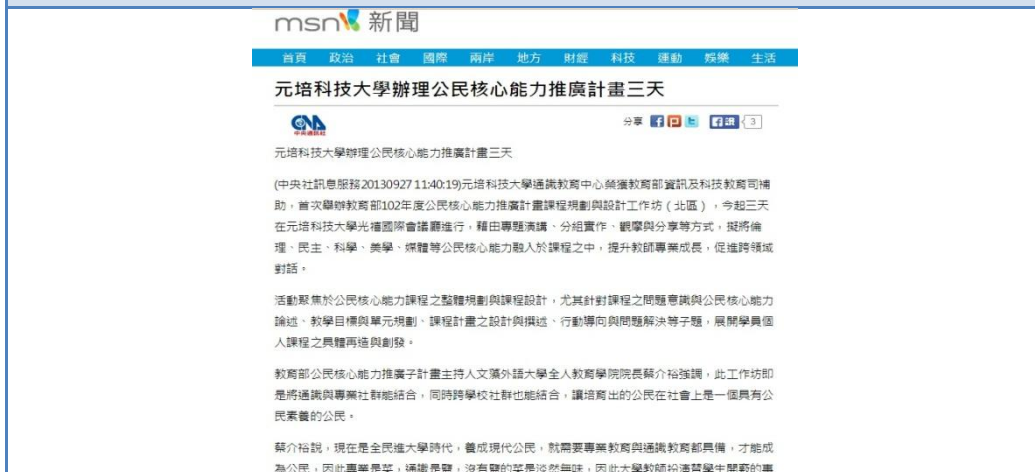 msn 新聞
首頁 政治 社會 國際 兩岸 地方 財經 科技 運動 娛樂 生活
元培科技大學辦理公民核心能力推廣計畫三天
CNA 中央通訊社 分享 訊 3
元培科技大學辦理公民核心能力推廣計畫三天
(中央社訊息服務20130927 11:40:19)元培科技大學通識教育中心榮獲教育部資訊及科技教育司補
助，首次舉辦教育部102年度公民核心能力推廣計畫課程規劃與設計工作坊（北區），今起三天
在元培科技大學光禧國際會議廳進行，藉由專題演講、分組實作、觀摩與分享等方式，擬將倫
理、民主、科學、美學、媒體等公民核心能力融入於課程之中，提升教師專業成長，促進跨領域
對話。
活動聚焦於公民核心能力課程之整體規劃與課程設計，尤其針對課程之問題意識與公民核心能力
論述、教學目標與單元規劃、課程計畫之設計與撰述、行動導向與問題解決等子題，展開學員個
人課程之具體再造與創發。
教育部公民核心能力推廣子計畫主持人文藻外語大學全人教育學院院長蔡介裕強調，此工作坊即
是將通識與專業社群能結合，同時跨學校社群也能結合，讓培育出的公民在社會上是一個具有公
民素養的公民。
蔡介裕說，現在是全民進大學時代，養成現代公民，就需要專業教育與通識教育都具備，才能成
為公民，因此專業是菜，通識是鹽，沒有鹽的菜是淡然無味，因此大學教師扮演替學生開竅的事